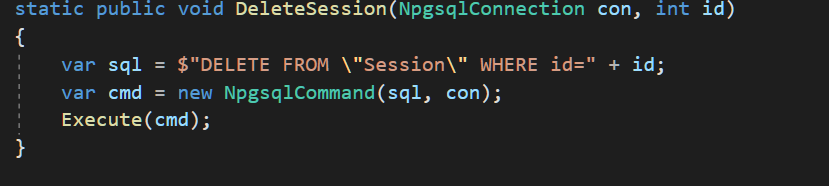 static public void DeleteSession(NpgsqlConnection con, int id)
{
    var sql = $"DELETE FROM \"Session\" WHERE id=" + id;
    var cmd = new NpgsqlCommand(sql, con);
    Execute(cmd);
}